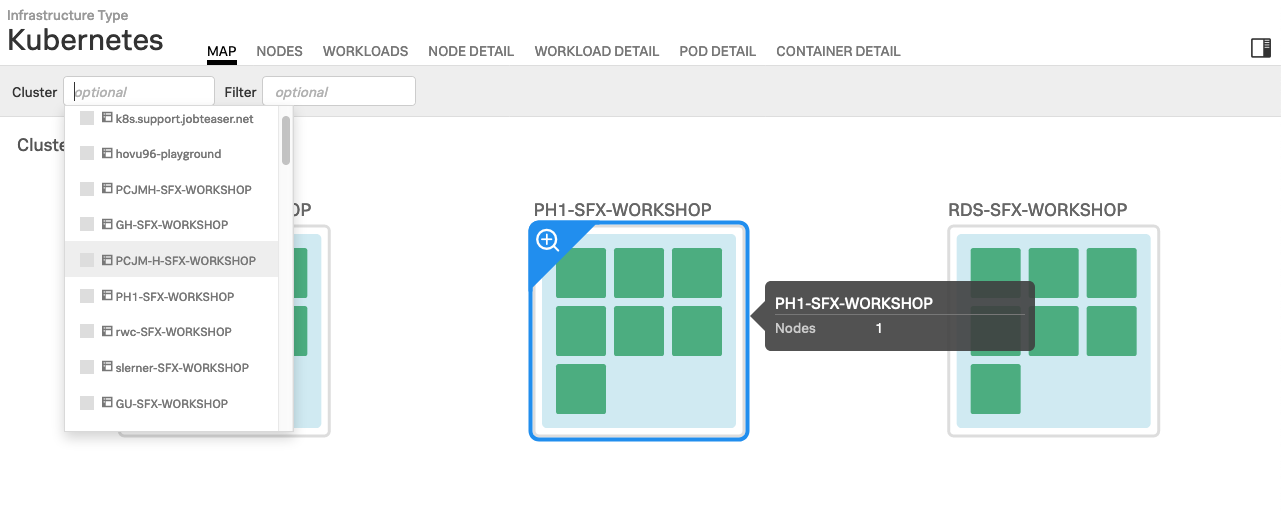 Infrastructure Type
Kubernetes
MAP NODES WORKLOADS NODE DETAIL WORKLOAD DETAIL POD DETAIL CONTAINER DETAIL
Cluster optional Filter optional
k8s.support.jobteaser.net
hovu96-playground
PCJMH-SFX-WORKSHOP
GH-SFX-WORKSHOP
PCJM-H-SFX-WORKSHOP
PH1-SFX-WORKSHOP
rwc-SFX-WORKSHOP
slerner-SFX-WORKSHOP
GU-SFX-WORKSHOP
PH1-SFX-WORKSHOP
RDS-SFX-WORKSHOP
PH1-SFX-WORKSHOP
Nodes 1